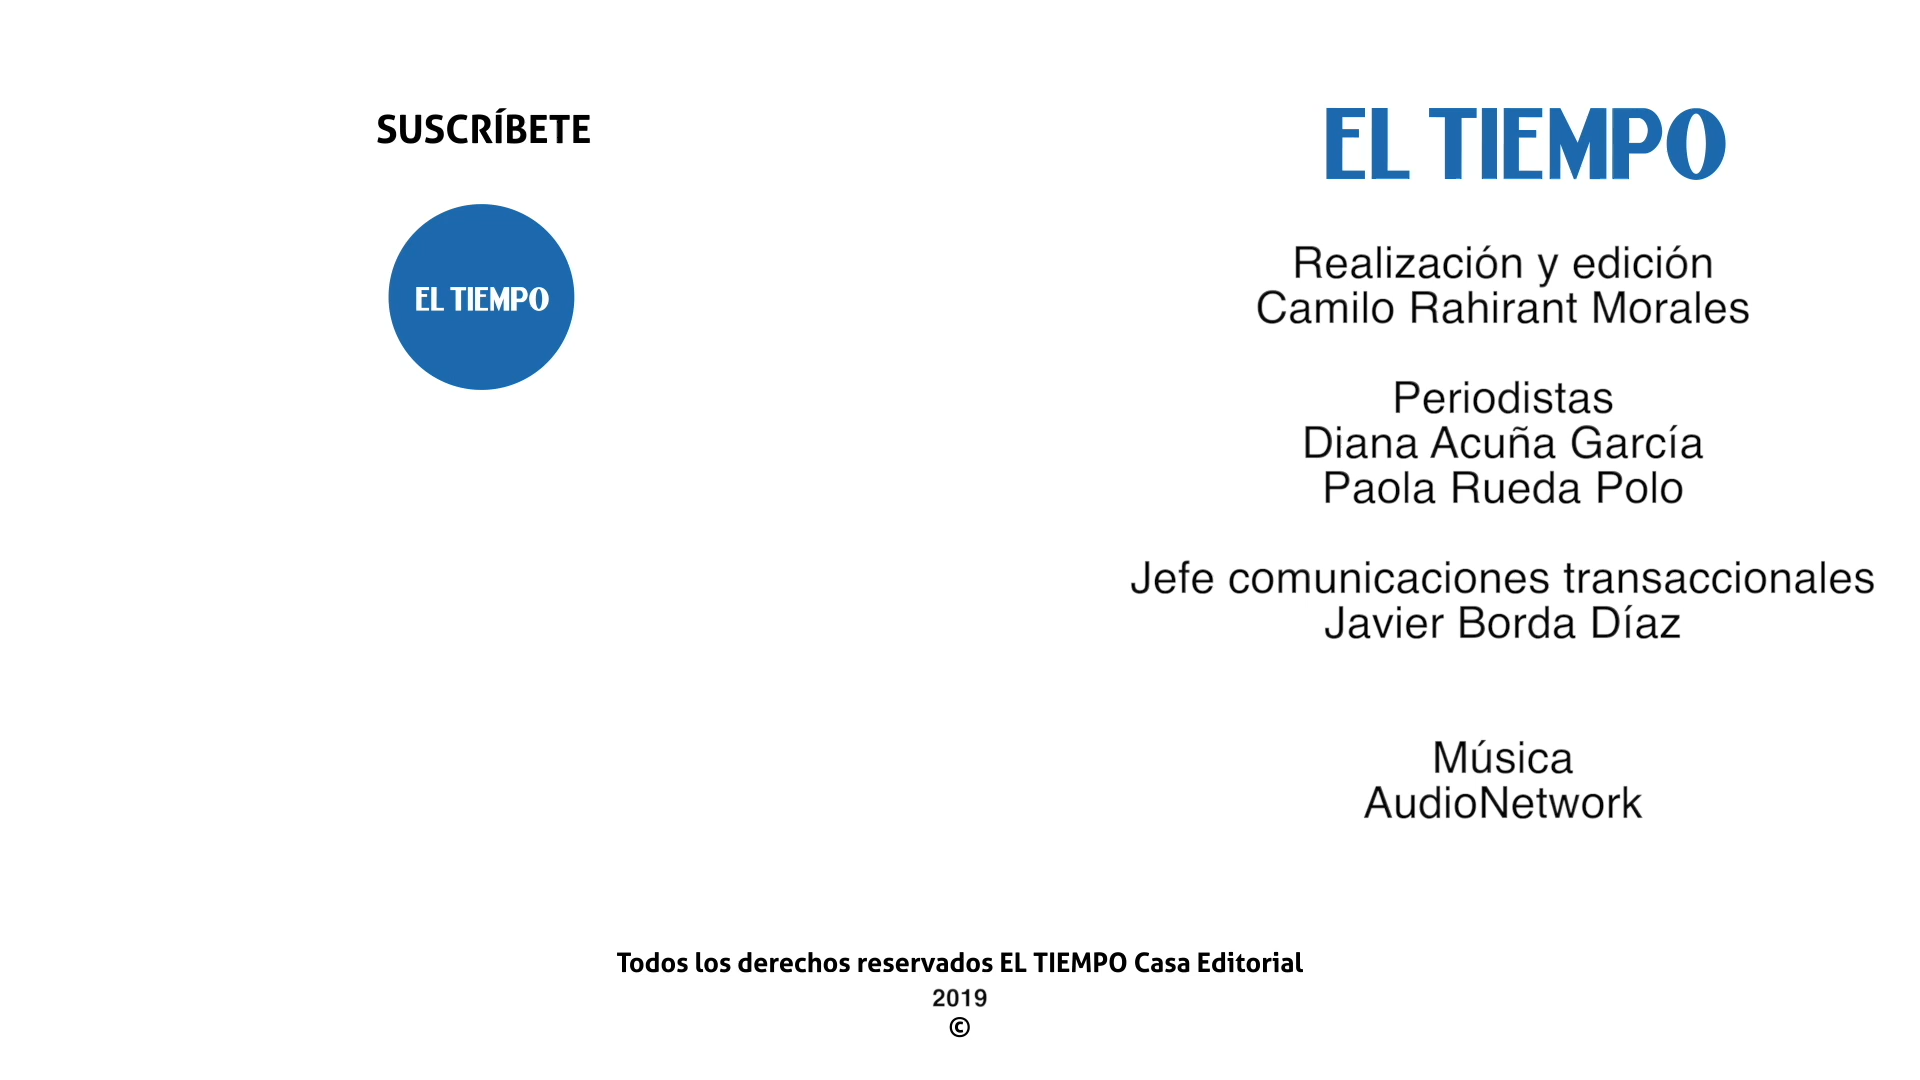 SUSCRÍBETE
EL TIEMPO
EL TIEMPO
Realización y edición
Camilo Rahirant Morales
Periodistas
Diana Acuña García
Paola Rueda Polo
Jefe comunicaciones transaccionales
Javier Borda Díaz
Música
AudioNetwork
Todos los derechos reservados EL TIEMPO Casa Editorial
2019
©